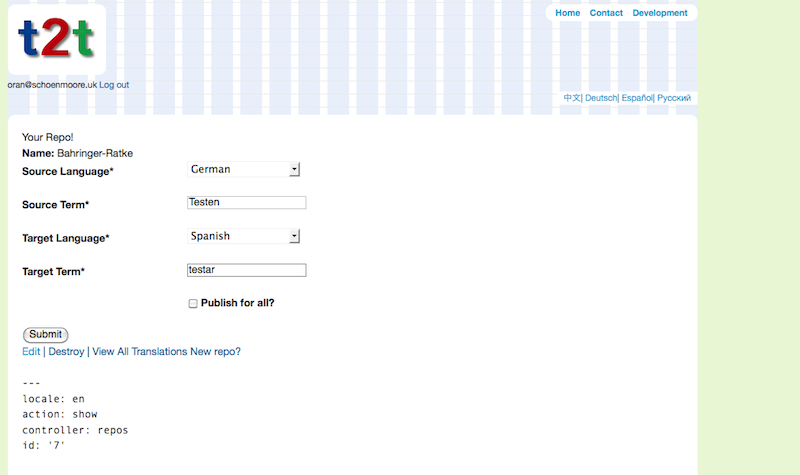 t2t
Home Contact Development
oran@schoenmoore.uk Log out
中文| Deutsch| Español| Русский
Your Repo!
Name: Bahringer-Ratke
Source Language* German
Source Term* Testen
Target Language* Spanish
Target Term* testar
Publish for all?
Submit
Edit | Destroy | View All Translations New repo?
---
locale: en
action: show
controller: repos
id: '7'